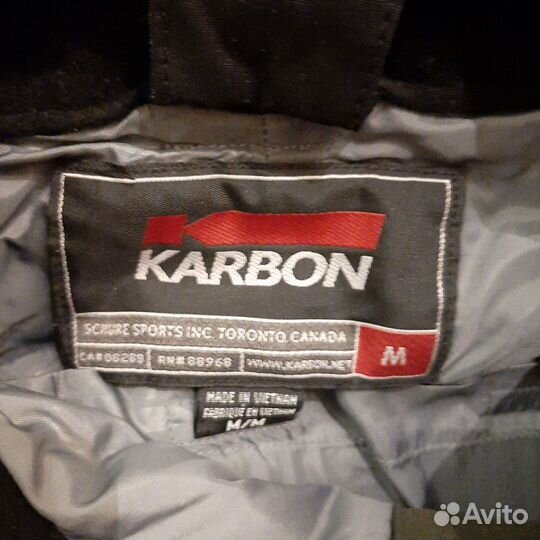 KARBON
SCHURE SPORTS INC. TORONTO CANADA
M
CA# 08289
RN# 88968
WWW.KARBON.NET
MADE IN VIETNAM
FABRIQUÉ EN VIETNAM
M/M
Avito